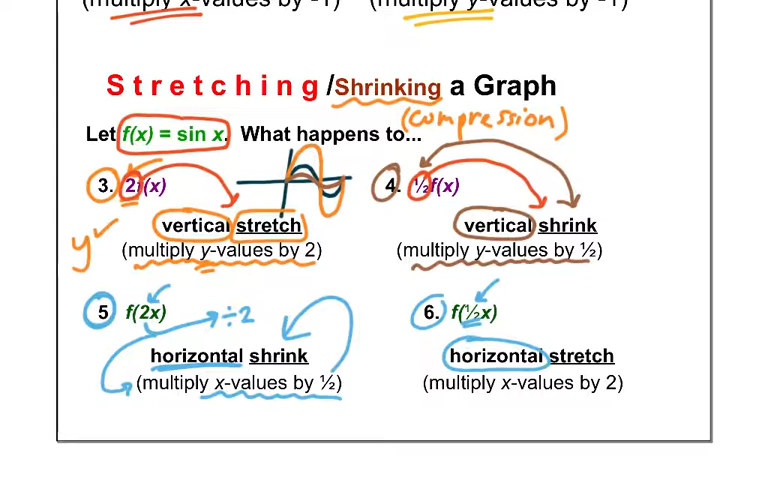 (multiply x-values by -1) (multiply y-values by -1)
Stretching/Shrinking a Graph
(compression)
Let f(x) = sin x. What happens to...
3. 2f(x) 4. ½f(x)
vertical stretch vertical shrink
y
(multiply y-values by 2) (multiply y-values by ½)
5 f(2x) ÷2 6. f(½x)
horizontal shrink horizontal stretch
(multiply x-values by ½) (multiply x-values by 2)